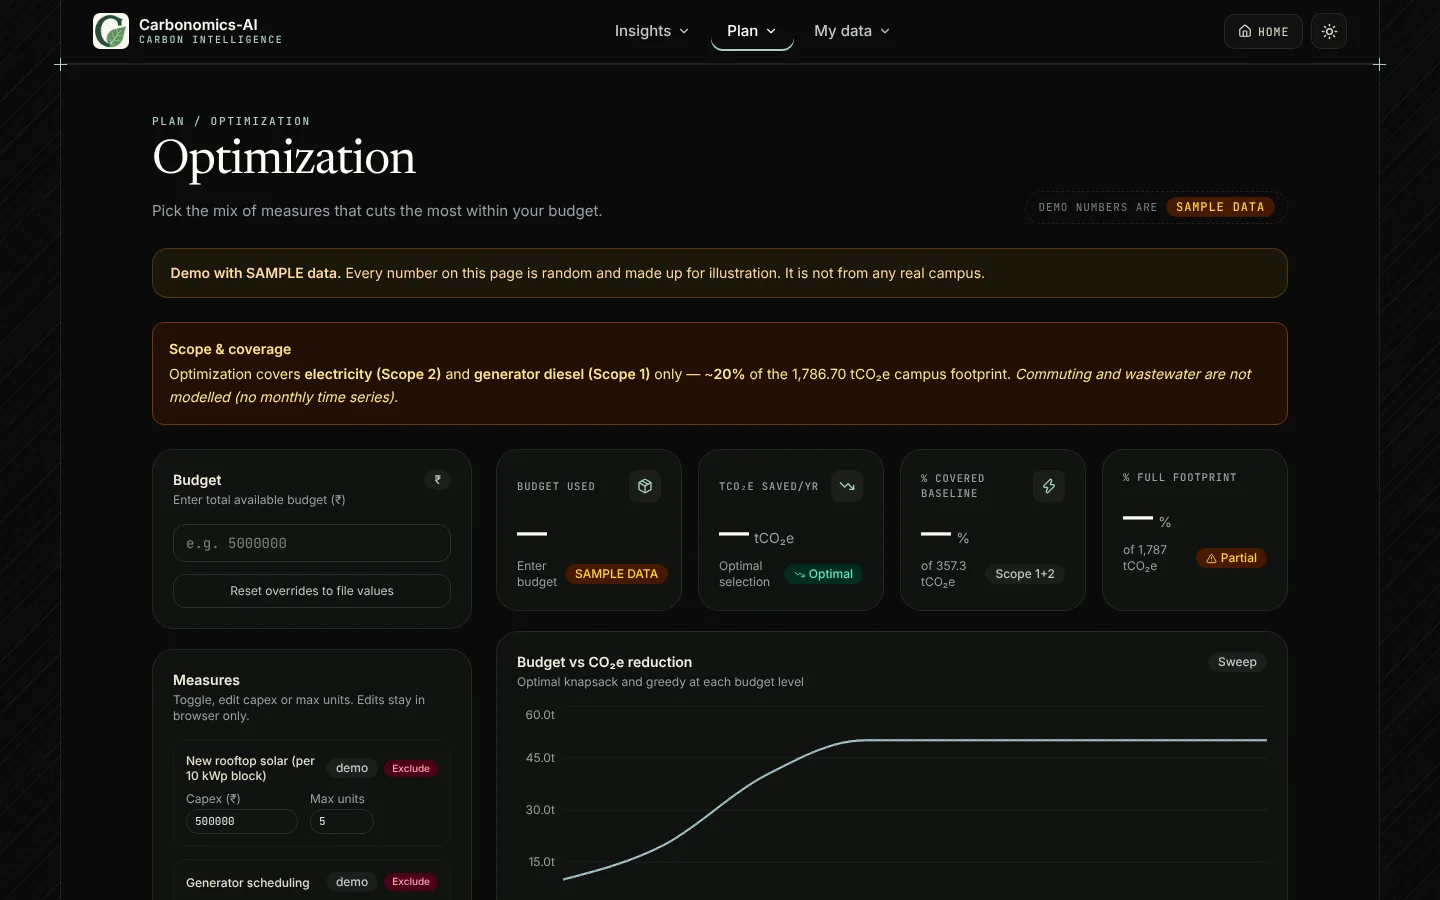 Carbonomics-AI
CARBON INTELLIGENCE
Insights
Plan
My data
HOME
PLAN / OPTIMIZATION
Optimization
Pick the mix of measures that cuts the most within your budget.
DEMO NUMBERS ARE SAMPLE DATA
Demo with SAMPLE data. Every number on this page is random and made up for illustration. It is not from any real campus.
Scope & coverage
Optimization covers electricity (Scope 2) and generator diesel (Scope 1) only — ~20% of the 1,786.70 tCO₂e campus footprint. Commuting and wastewater are not
modelled (no monthly time series).
Budget
₹
Enter total available budget (₹)
e.g. 5000000
Reset overrides to file values
BUDGET USED
—
Enter
budget
SAMPLE DATA
TCO₂E SAVED/YR
— tCO₂e
Optimal
selection
Optimal
% COVERED
BASELINE
— %
of 357.3
tCO₂e
Scope 1+2
% FULL FOOTPRINT
— %
of 1,787
tCO₂e
Partial
Measures
Toggle, edit capex or max units. Edits stay in
browser only.
New rooftop solar (per
10 kWp block)
demo
Exclude
Capex (₹)
Max units
500000
5
Generator scheduling
demo
Exclude
Budget vs CO₂e reduction
Sweep
Optimal knapsack and greedy at each budget level
60.0t
45.0t
30.0t
15.0t